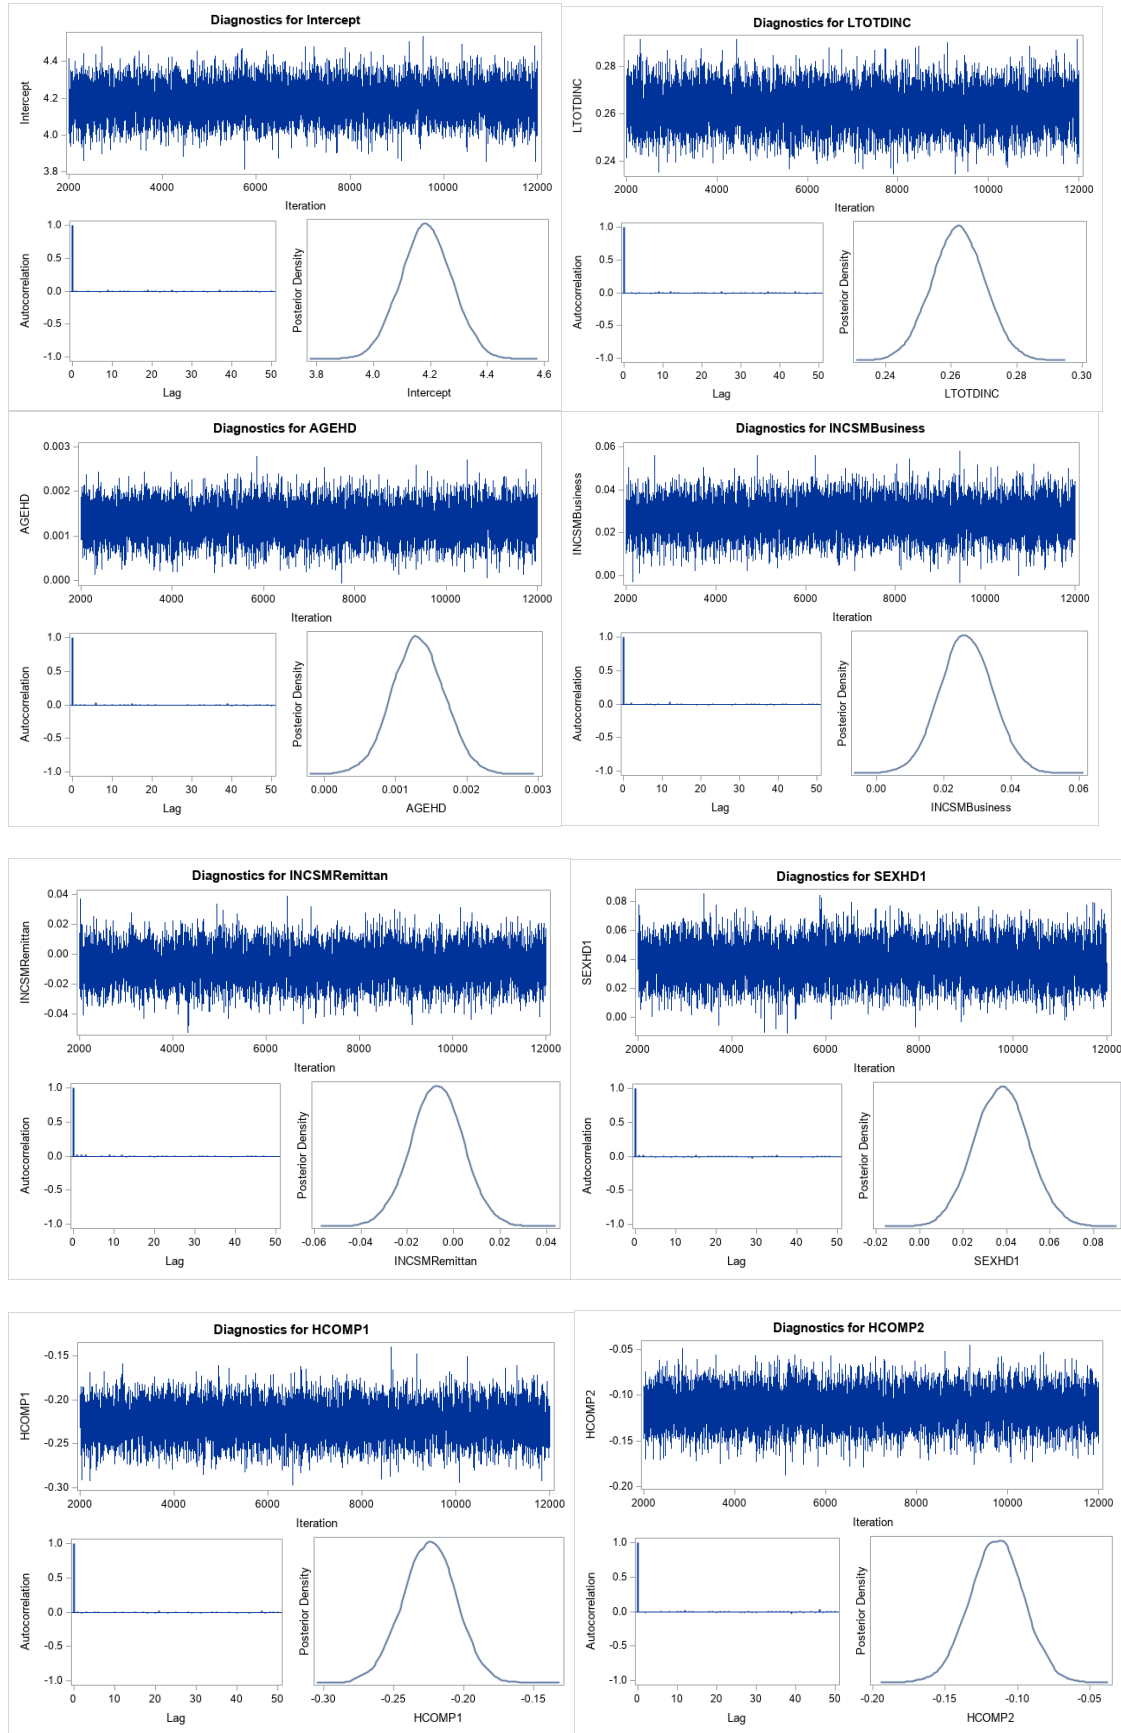 Diagnostics for Intercept
Intercept
4.4
4.2
4.0
3.8
2000 4000 6000 8000 10000 12000
Iteration
Autocorrelation
1.0
0.5
0.0
-0.5
-1.0
0 10 20 30 40 50
Lag
Posterior Density
3.8 4.0 4.2 4.4 4.6
Intercept
Diagnostics for LTOTDINC
LTOTDINC
0.28
0.26
0.24
2000 4000 6000 8000 10000 12000
Iteration
Autocorrelation
1.0
0.5
0.0
-0.5
-1.0
0 10 20 30 40 50
Lag
Posterior Density
0.24 0.26 0.28 0.30
LTOTDINC
Diagnostics for AGEHD
AGEHD
0.003
0.002
0.001
0.000
2000 4000 6000 8000 10000 12000
Iteration
Autocorrelation
1.0
0.5
0.0
-0.5
-1.0
0 10 20 30 40 50
Lag
Posterior Density
0.000 0.001 0.002 0.003
AGEHD
Diagnostics for INCSMBusiness
INCSMBusiness
0.06
0.04
0.02
0.00
2000 4000 6000 8000 10000 12000
Iteration
Autocorrelation
1.0
0.5
0.0
-0.5
-1.0
0 10 20 30 40 50
Lag
Posterior Density
0.00 0.02 0.04 0.06
INCSMBusiness
Diagnostics for INCSMRemittan
INCSMRemittan
0.04
0.02
0.00
-0.02
-0.04
2000 4000 6000 8000 10000 12000
Iteration
Autocorrelation
1.0
0.5
0.0
-0.5
-1.0
0 10 20 30 40 50
Lag
Posterior Density
-0.06 -0.04 -0.02 0.00 0.02 0.04
INCSMRemittan
Diagnostics for SEXHD1
SEXHD1
0.08
0.06
0.04
0.02
0.00
2000 4000 6000 8000 10000 12000
Iteration
Autocorrelation
1.0
0.5
0.0
-0.5
-1.0
0 10 20 30 40 50
Lag
Posterior Density
-0.02 0.00 0.02 0.04 0.06 0.08
SEXHD1
Diagnostics for HCOMP1
HCOMP1
-0.15
-0.20
-0.25
-0.30
2000 4000 6000 8000 10000 12000
Iteration
Autocorrelation
1.0
0.5
0.0
-0.5
-1.0
0 10 20 30 40 50
Lag
Posterior Density
-0.30 -0.25 -0.20 -0.15
HCOMP1
Diagnostics for HCOMP2
HCOMP2
-0.05
-0.10
-0.15
-0.20
2000 4000 6000 8000 10000 12000
Iteration
Autocorrelation
1.0
0.5
0.0
-0.5
-1.0
0 10 20 30 40 50
Lag
Posterior Density
-0.20 -0.15 -0.10 -0.05
HCOMP2